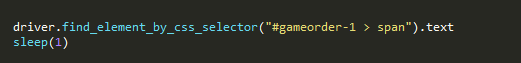 driver.find_element_by_css_selector("#gameorder-1 > span").text
sleep(1)